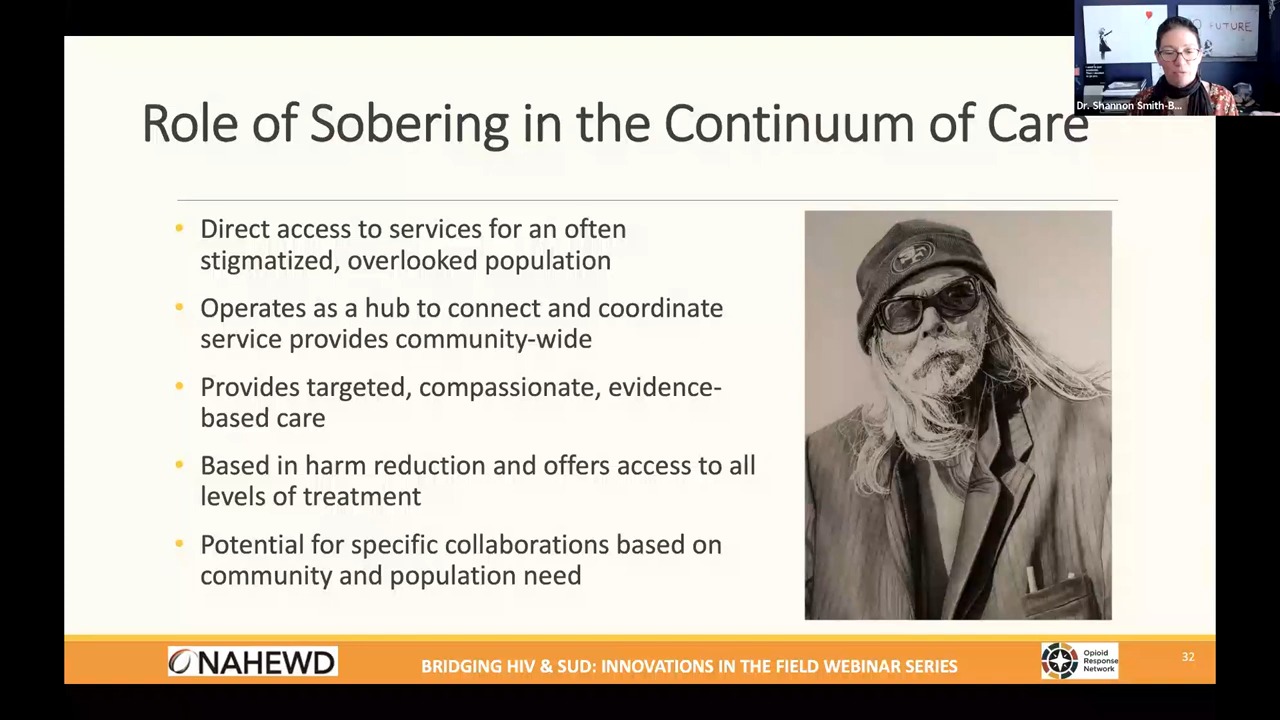 FUTURE
Dr. Shannon Smith-B...
Role of Sobering in the Continuum of Care
• Direct access to services for an often
stigmatized, overlooked population
• Operates as a hub to connect and coordinate
service provides community-wide
• Provides targeted, compassionate, evidence-
based care
• Based in harm reduction and offers access to all
levels of treatment
• Potential for specific collaborations based on
community and population need
NAHEWD
BRIDGING HIV & SUD: INNOVATIONS IN THE FIELD WEBINAR SERIES
Opioid
Response
Network
32